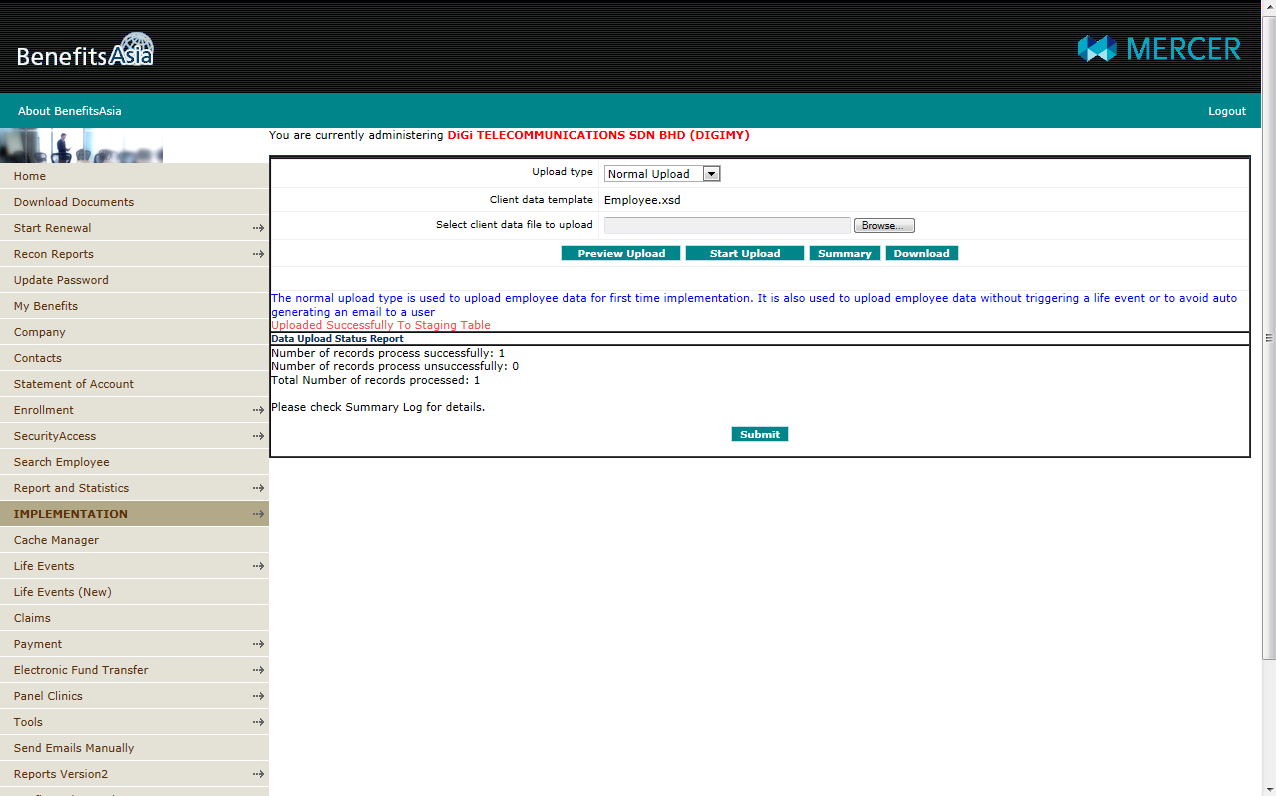 BenefitsAsia
MERCER
About BenefitsAsia
Logout
You are currently administering DiGi TELECOMMUNICATIONS SDN BHD (DIGIMY)
Home
Download Documents
Start Renewal
Recon Reports
Update Password
My Benefits
Company
Contacts
Statement of Account
Enrollment
SecurityAccess
Search Employee
Report and Statistics
IMPLEMENTATION
Cache Manager
Life Events
Life Events (New)
Claims
Payment
Electronic Fund Transfer
Panel Clinics
Tools
Send Emails Manually
Reports Version2
Upload type Normal Upload
Client data template Employee.xsd
Select client data file to upload Browse...
Preview Upload Start Upload Summary Download
The normal upload type is used to upload employee data for first time implementation. It is also used to upload employee data without triggering a life event or to avoid auto
generating an email to a user
Uploaded Successfully To Staging Table
Data Upload Status Report
Number of records process successfully: 1
Number of records process unsuccessfully: 0
Total Number of records processed: 1
Please check Summary Log for details.
Submit